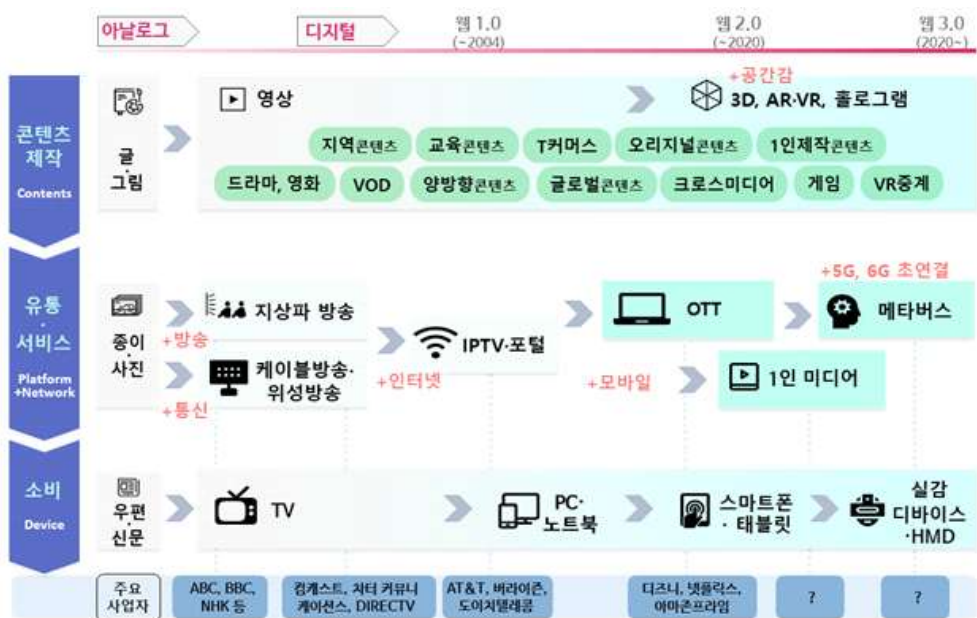 아날로그
디지털
웹 1.0
(~2004)
웹 2.0
(~2020)
웹 3.0
(2020~)
콘텐츠
제작
Contents
글
·
그림
영상
+공간감
3D, AR·VR, 홀로그램
지역콘텐츠
교육콘텐츠
T커머스
오리지널콘텐츠
1인제작콘텐츠
드라마, 영화
VOD
양방향콘텐츠
글로벌콘텐츠
크로스미디어
게임
VR중계
유통
·
서비스
Platform
+Network
종이
·
사진
+방송
+통신
지상파 방송
케이블방송·
위성방송
+인터넷
IPTV·포털
+모바일
OTT
1인 미디어
+5G, 6G 초연결
메타버스
소비
Device
우편
·
신문
TV
PC·
노트북
스마트폰
·태블릿
실감
디바이스
·HMD
주요
사업자
ABC, BBC,
NHK 등
컴캐스트, 차터 커뮤니
케이션스, DIRECTV
AT&T, 버라이즌,
도이치텔레콤
디즈니, 넷플릭스,
아마존프라임
?
?